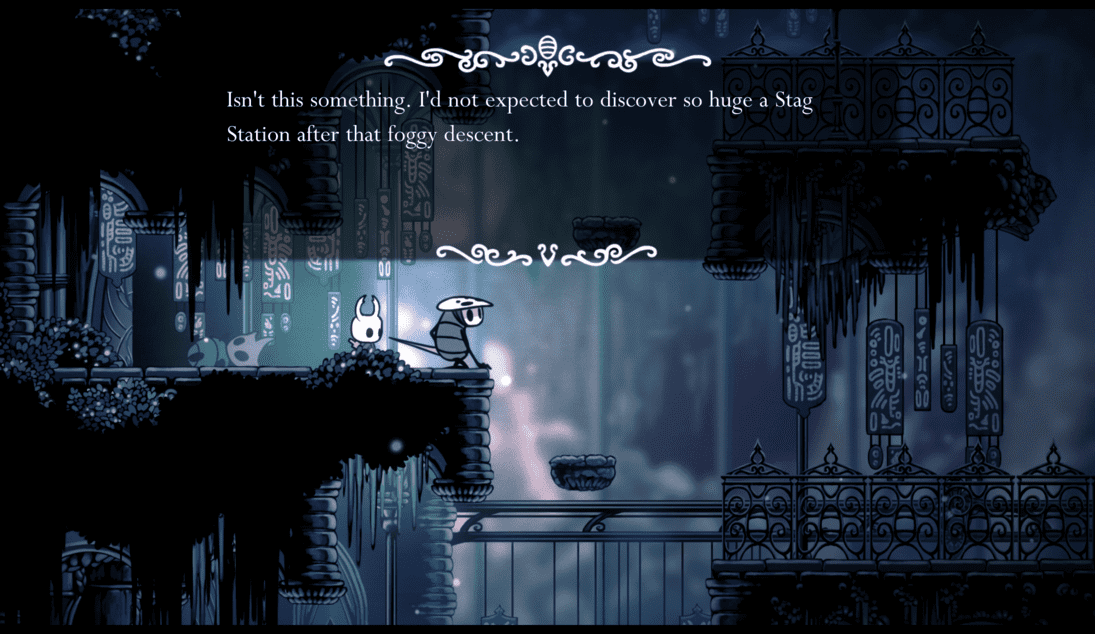 Isn't this something. I'd not expected to discover so huge a Stag
Station after that foggy descent.